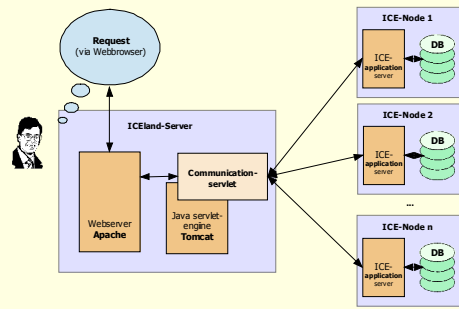 Request
(via Webbrowser)
ICEland-Server
Communication-
servlet
Webserver
Apache
Java servlet-
engine
Tomcat
ICE-Node 1
ICE-
application
server
DB
ICE-Node 2
ICE-
application
server
DB
...
ICE-Node n
ICE-
application
server
DB